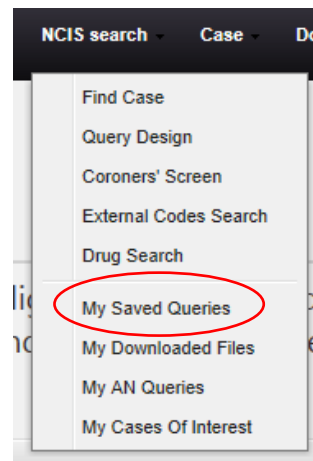 NCIS search Case
Find Case
Query Design
Coroners' Screen
External Codes Search
Drug Search
My Saved Queries
My Downloaded Files
My AN Queries
My Cases Of Interest